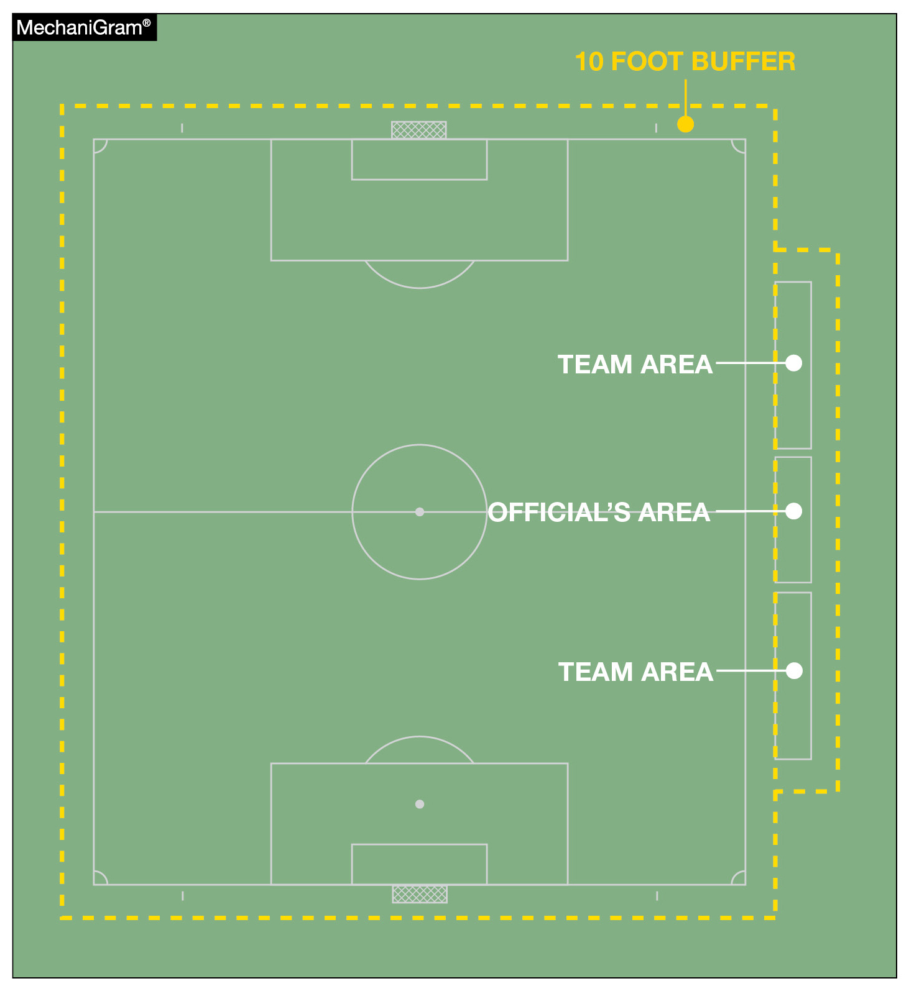 MechaniGram®
10 FOOT BUFFER
TEAM AREA
OFFICIAL’S AREA
TEAM AREA